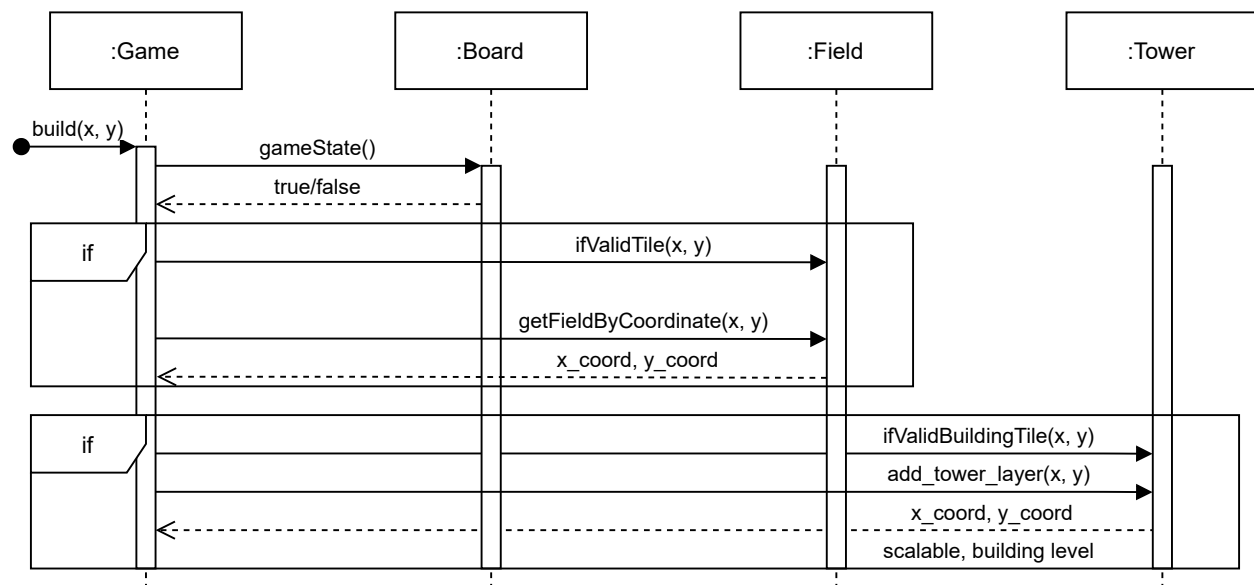 :Game
:Board
:Field
:Tower
build(x, y)
gameState()
true/false
if
ifValidTile(x, y)
getFieldByCoordinate(x, y)
x_coord, y_coord
if
ifValidBuildingTile(x, y)
add_tower_layer(x, y)
x_coord, y_coord
scalable, building level